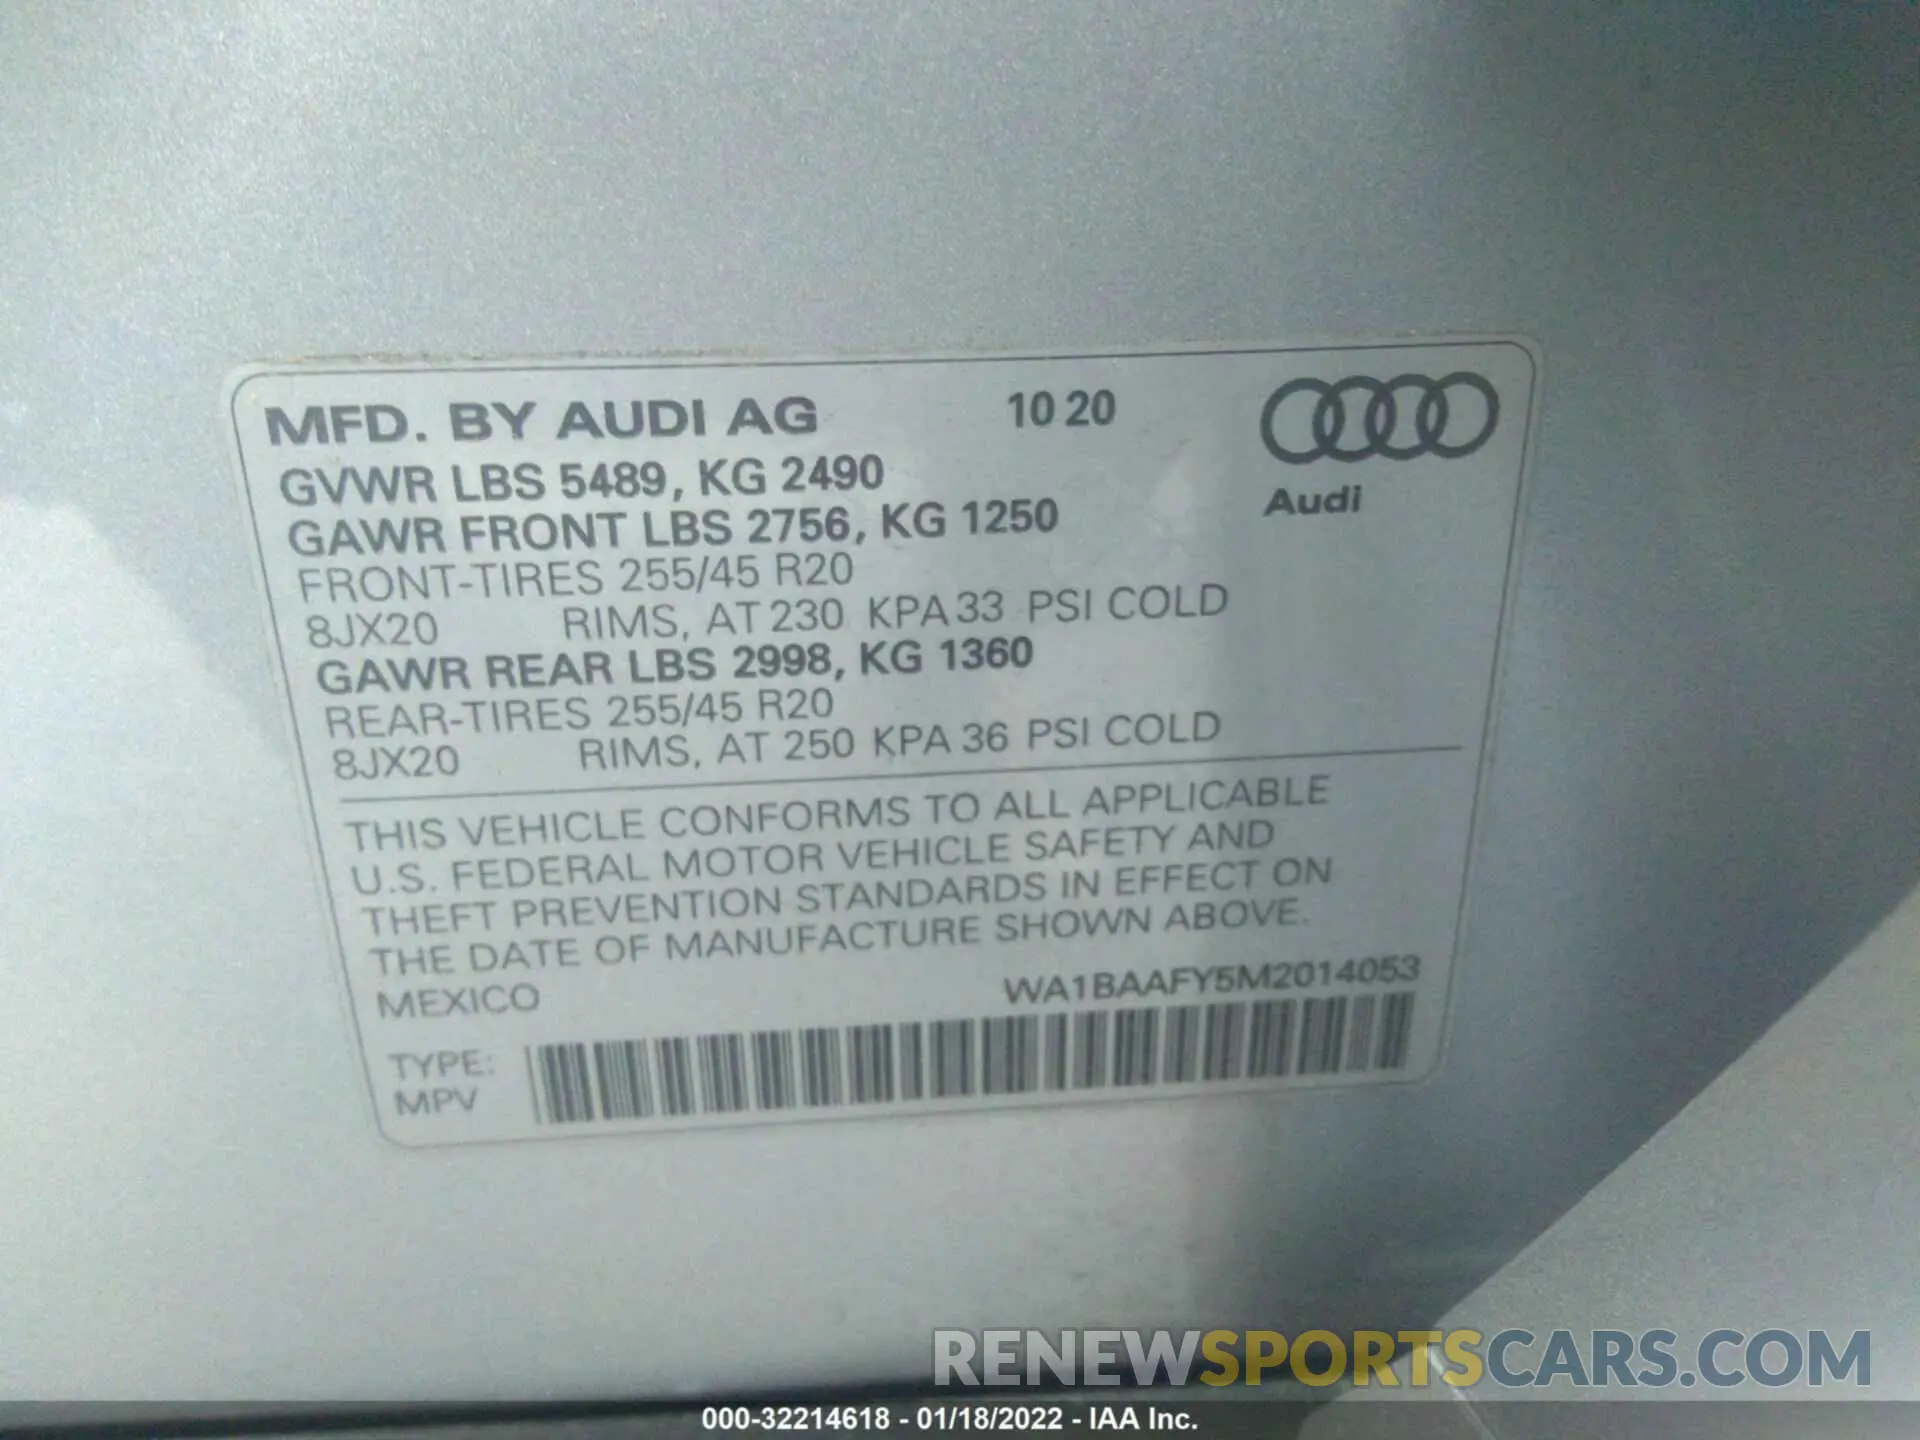 MFD. BY AUDI AG 10 20
GVWR LBS 5489, KG 2490
Audi
GAWR FRONT LBS 2756, KG 1250
FRONT-TIRES 255/45 R20
8JX20 RIMS, AT 230 KPA 33 PSI COLD
GAWR REAR LBS 2998, KG 1360
REAR-TIRES 255/45 R20
8JX20 RIMS, AT 250 KPA 36 PSI COLD
THIS VEHICLE CONFORMS TO ALL APPLICABLE
U.S. FEDERAL MOTOR VEHICLE SAFETY AND
THEFT PREVENTION STANDARDS IN EFFECT ON
THE DATE OF MANUFACTURE SHOWN ABOVE.
MEXICO WA1BAAFY5M2014053
TYPE:
MPV
RENEWSPORTSCARS.COM
000-32214618 - 01/18/2022 - IAA Inc.